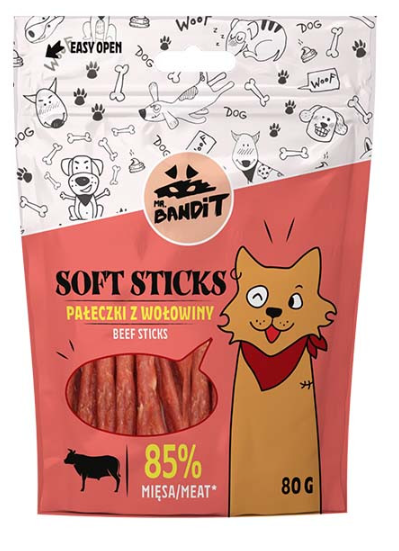 EASY OPEN
WOOF
DOG
DOG
WOOF
DOG
DOG
MR.
BANDIT
SOFT STICKS
PAŁECZKI Z WOŁOWINY
BEEF STICKS
85%
MIĘSA/MEAT*
80 G